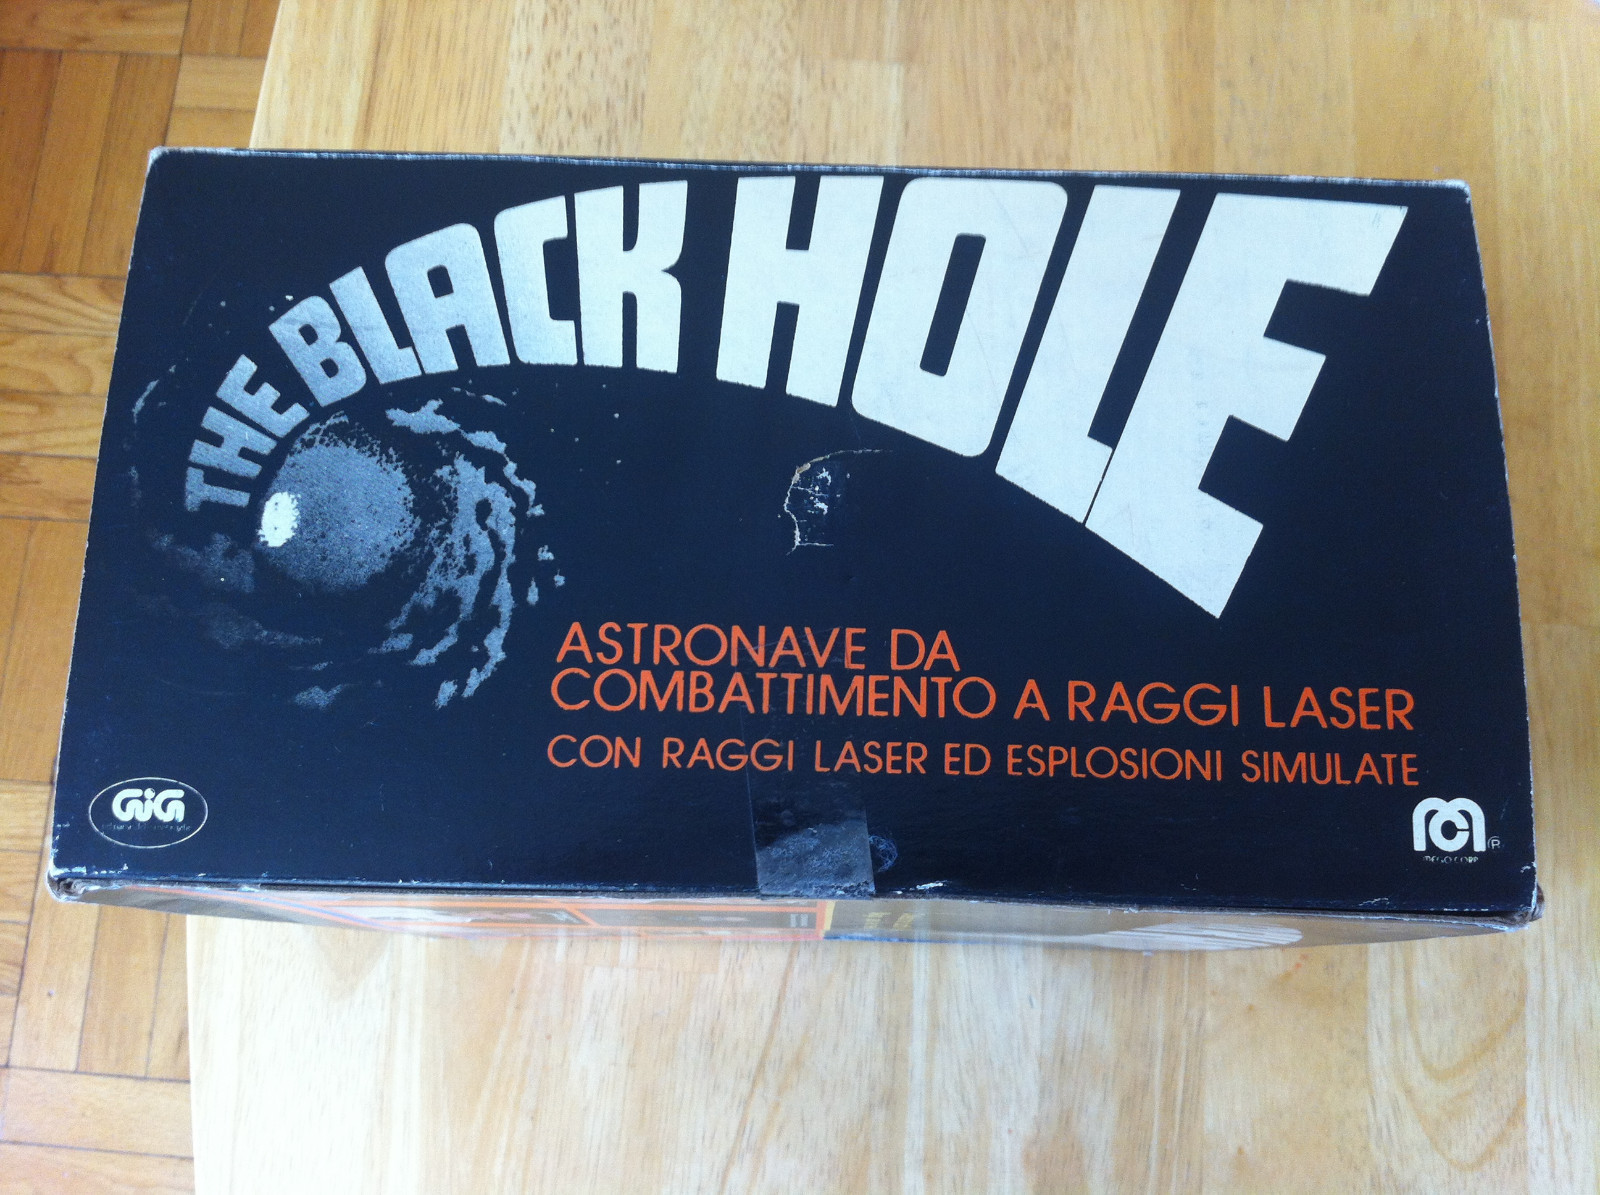 THE BLACK HOLE
ASTRONAVE DA
COMBATTIMENTO A RAGGI LASER
CON RAGGI LASER ED ESPLOSIONI SIMULATE
GiG
MEGO CORP